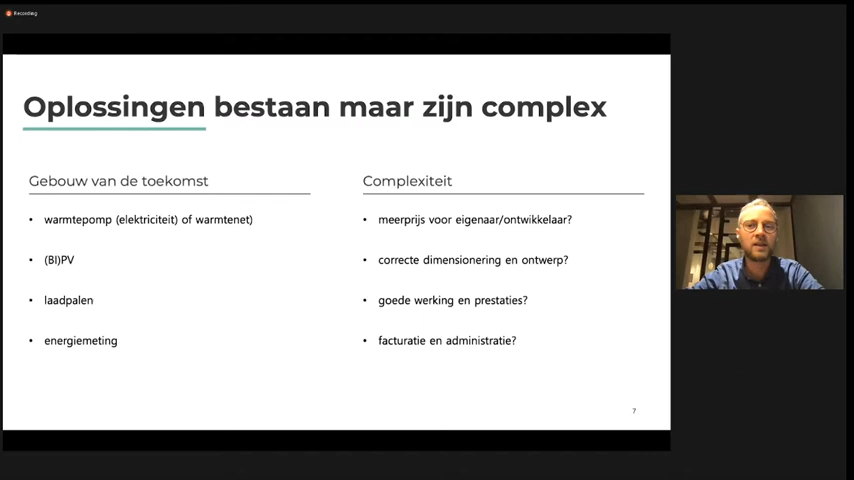 Recording
Oplossingen bestaan maar zijn complex
Gebouw van de toekomst
• warmtepomp (elektriciteit) of warmtenet)
• (BI)PV
• laadpalen
• energiemeting
Complexiteit
• meerprijs voor eigenaar/ontwikkelaar?
• correcte dimensionering en ontwerp?
• goede werking en prestaties?
• facturatie en administratie?
7